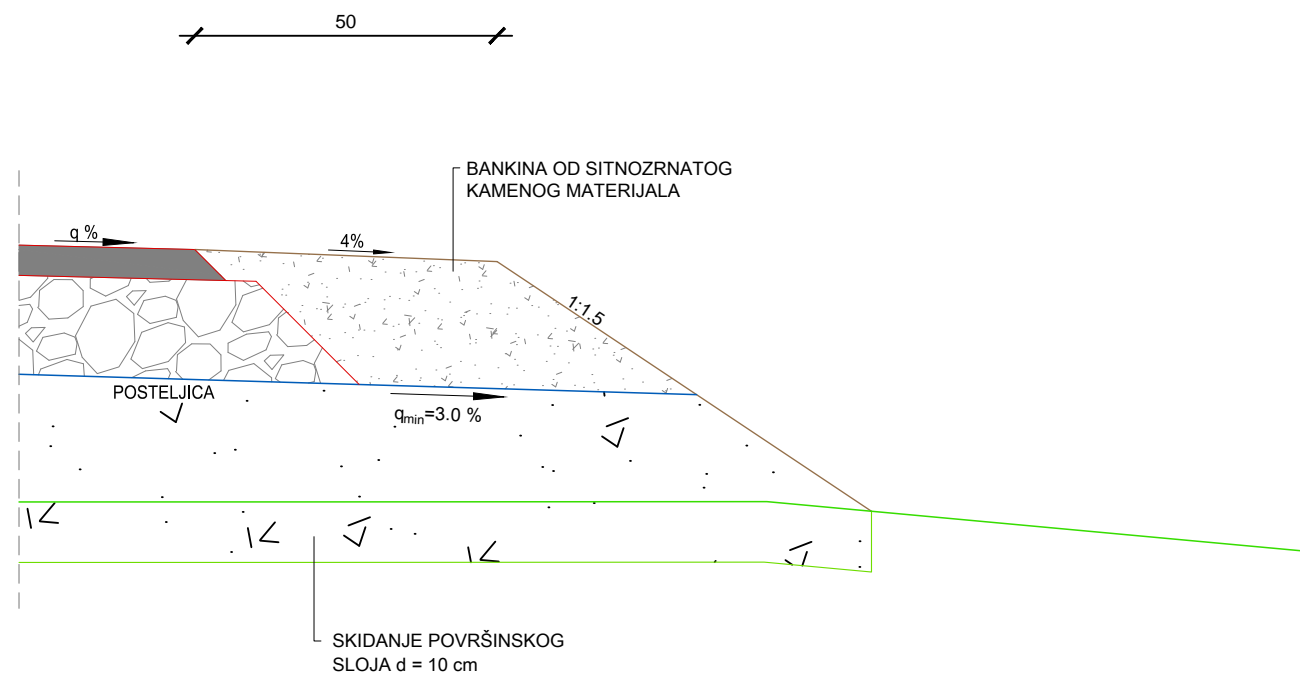 50
BANKINA OD SITNOZRNATOG
KAMENOG MATERIJALA
q %
4%
1:1.5
POSTELJICA
qmin=3.0 %
SKIDANJE POVRŠINSKOG
SLOJA d = 10 cm